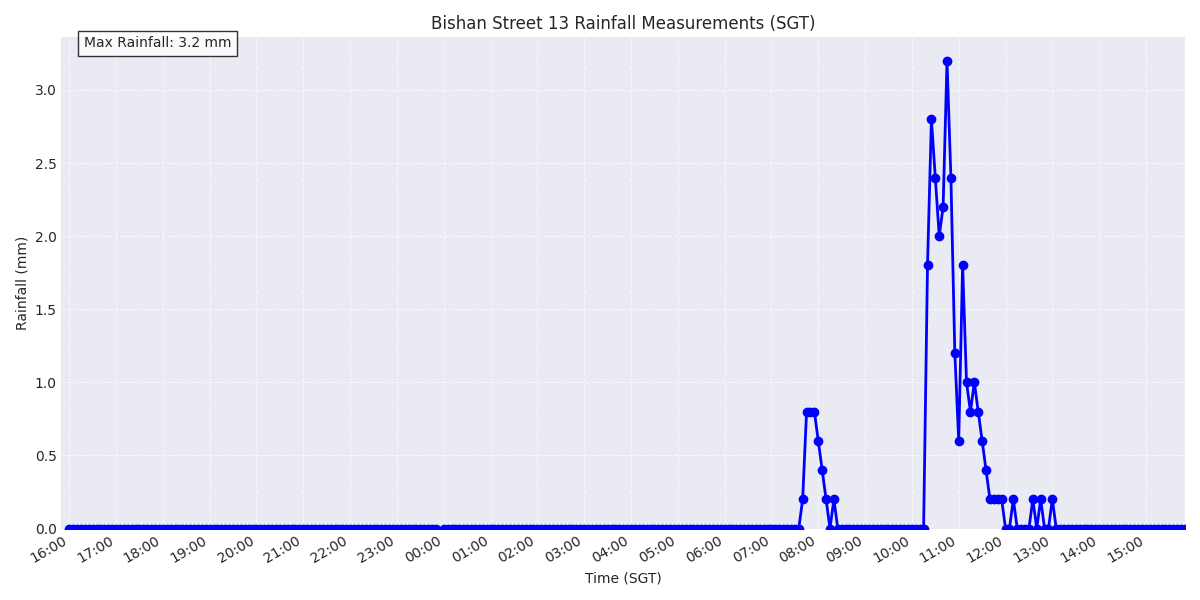 Bishan Street 13 Rainfall Measurements (SGT)
Max Rainfall: 3.2 mm
Rainfall (mm)
3.0
2.5
2.0
1.5
1.0
0.5
0.0
16:00 17:00 18:00 19:00 20:00 21:00 22:00 23:00 00:00 01:00 02:00 03:00 04:00 05:00 06:00 07:00 08:00 09:00 10:00 11:00 12:00 13:00 14:00 15:00
Time (SGT)